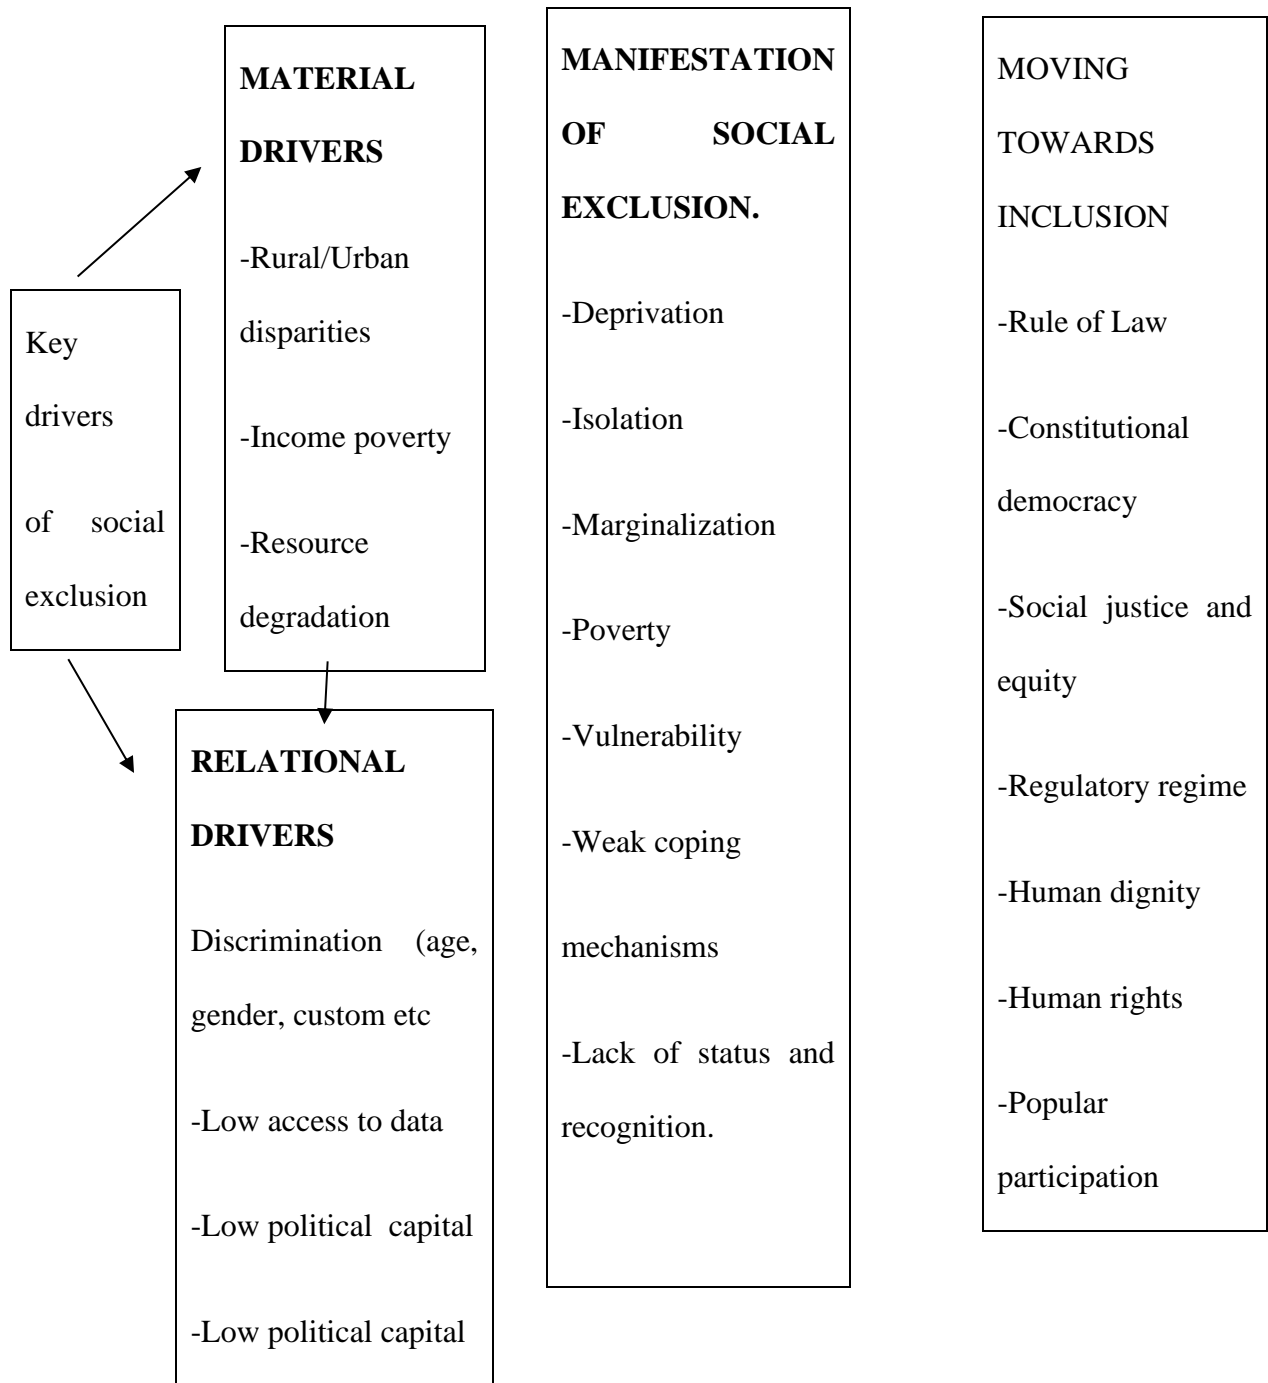 Key
drivers
of social
exclusion
MATERIAL
DRIVERS
-Rural/Urban
disparities
-Income poverty
-Resource
degradation
RELATIONAL
DRIVERS
Discrimination (age,
gender, custom etc
-Low access to data
-Low political capital
-Low political capital
MANIFESTATION
OF SOCIAL
EXCLUSION.
-Deprivation
-Isolation
-Marginalization
-Poverty
-Vulnerability
-Weak coping
mechanisms
-Lack of status and
recognition.
MOVING
TOWARDS
INCLUSION
-Rule of Law
-Constitutional
democracy
-Social justice and
equity
-Regulatory regime
-Human dignity
-Human rights
-Popular
participation